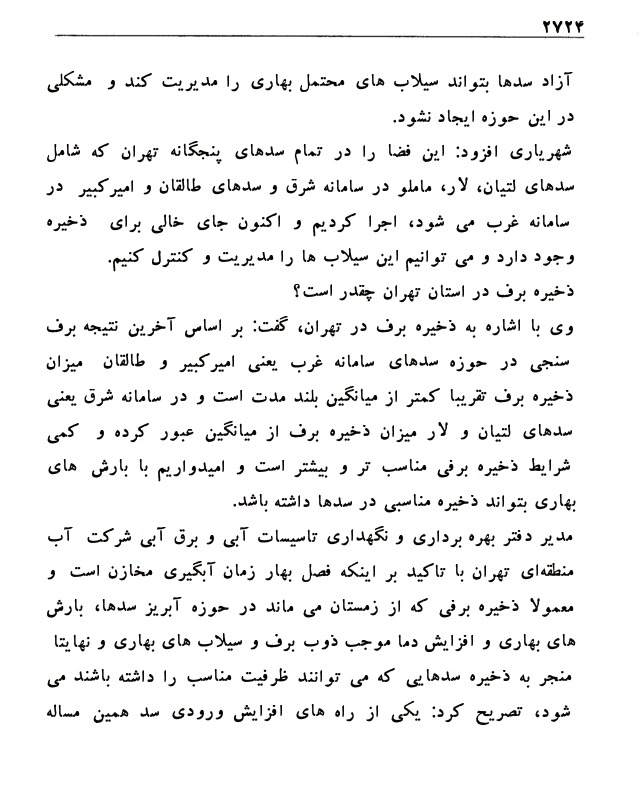 ۲۷۲۴
آزاد سدها بتواند سیلاب های محتمل بهاری را مدیریت کند و مشکلی
در این حوزه ایجاد نشود.
شهریاری افزود: این فضا را در تمام سدهای پنجگانه تهران که شامل
سدهای لتیان، لار، ماملو در سامانه شرق و سدهای طالقان و امیرکبیر در
سامانه غرب می شود، اجرا کردیم و اکنون جای خالی برای ذخیره
وجود دارد و می توانیم این سیلاب ها را مدیریت و کنترل کنیم.
ذخیره برف در استان تهران چقدر است؟
وی با اشاره به ذخیره برف در تهران، گفت: بر اساس آخرین نتیجه برف
سنجی در حوزه سدهای سامانه غرب یعنی امیرکبیر و طالقان میزان
ذخیره برف تقریبا کمتر از میانگین بلند مدت است و در سامانه شرق یعنی
سدهای لتیان و لار میزان ذخیره برف از میانگین عبور کرده و کمی
شرایط ذخیره برفی مناسب تر و بیشتر است و امیدواریم با بارش های
بهاری بتواند ذخیره مناسبی در سدها داشته باشد.
مدیر دفتر بهره برداری و نگهداری تاسیسات آبی و برق آبی شرکت آب
منطقه‌ای تهران با تاکید بر اینکه فصل بهار زمان آبگیری مخازن است و
معمولا ذخیره برفی که از زمستان می ماند در حوزه آبریز سدها، بارش
های بهاری و افزایش دما موجب ذوب برف و سیلاب های بهاری و نهایتا
منجر به ذخیره سدهایی که می توانند ظرفیت مناسب را داشته باشند می
شود، تصریح کرد: یکی از راه های افزایش ورودی سد همین مساله